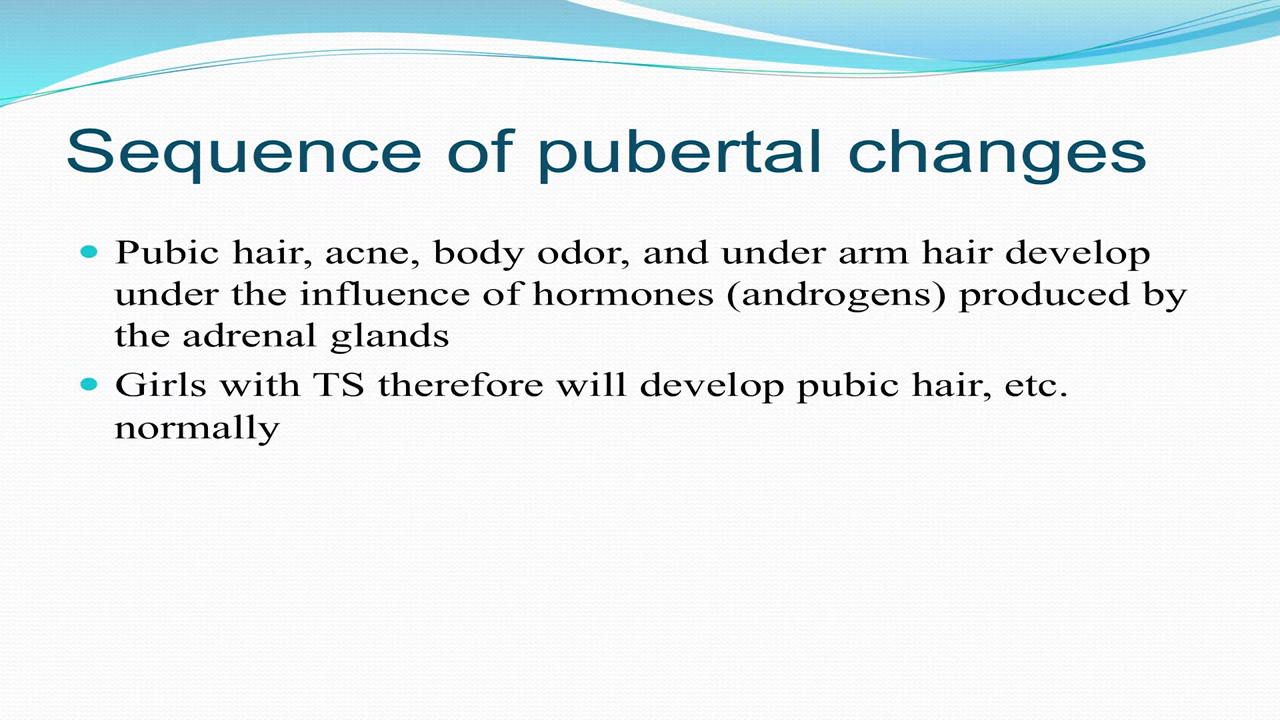 Sequence of pubertal changes
• Pubic hair, acne, body odor, and under arm hair develop
under the influence of hormones (androgens) produced by
the adrenal glands
• Girls with TS therefore will develop pubic hair, etc.
normally